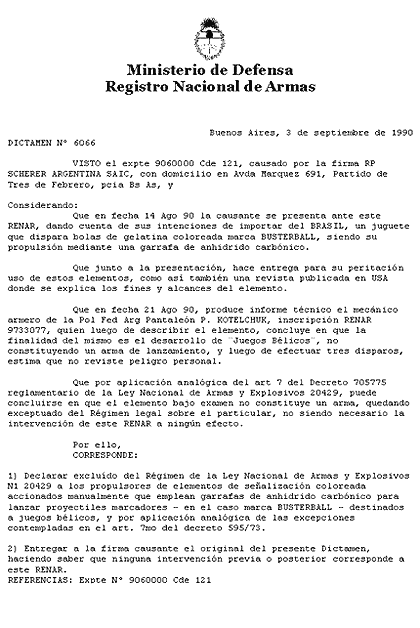 Ministerio de Defensa
Registro Nacional de Armas
Buenos Aires, 3 de septiembre de 1990
DICTAMEN N° 6066
VISTO el expte 9060000 Cde 121, causado por la firma RP
SCHERER ARGENTINA SAIC, con domicilio en Avda Marquez 691, Partido de
Tres de Febrero, pcia Bs As, y
Considerando:
Que en fecha 14 Ago 90 la causante se presenta ante este
RENAR, dando cuenta de sus intenciones de importar del BRASIL, un juguete
que dispara bolas de gelatina coloreada marca BUSTERBALL, siendo su
propulsión mediante una garrafa de anhidrido carbónico.
Que junto a la presentación, hace entrega para su peritación
uso de estos elementos, como asi también una revista publicada en USA
donde se explica los fines y alcances del elemento.
Que en fecha 21 Ago 90, produce informe técnico el mecánico
armero de la Pol Fed Arg Pantaleón P. KOTELCHUK, inscripción RENAR
9733077, quien luego de describir el elemento, concluye en que la
finalidad del mismo es el desarrollo de ¨Juegos Bélicos¨, no
constituyendo un arma de lanzamiento, y luego de efectuar tres disparos,
estima que no reviste peligro personal.
Que por aplicación analógica del art 7 del Decreto 705775
reglamentario de la Ley Nacional de Armas y Explosivos 20429, puede
concluirse en que el elemento bajo examen no constituye un arma, quedando
exceptuado del Régimen legal sobre el particular, no siendo necesario la
intervención de este RENAR a ningún efecto.
Por ello,
CORRESPONDE:
1) Declarar excluído del Régimen de la Ley Nacional de Armas y Explosivos
N1 20429 a los propulsores de elementos de señalización coloreada
accionados manualmente que emplean garrafas de anhidrido carbónico para
lanzar proyectiles marcadores - en el caso marca BUSTERBALL - destinados
a juegos bélicos, y por aplicación analógica de las excepciones
contempladas en el art. 7mo del decreto 595/73.
2) Entregar a la firma causante el original del presente Dictamen,
haciendo saber que ninguna intervención previa o posterior corresponde a
este RENAR.
REFERENCIAS: Expte N° 9060000 Cde 121